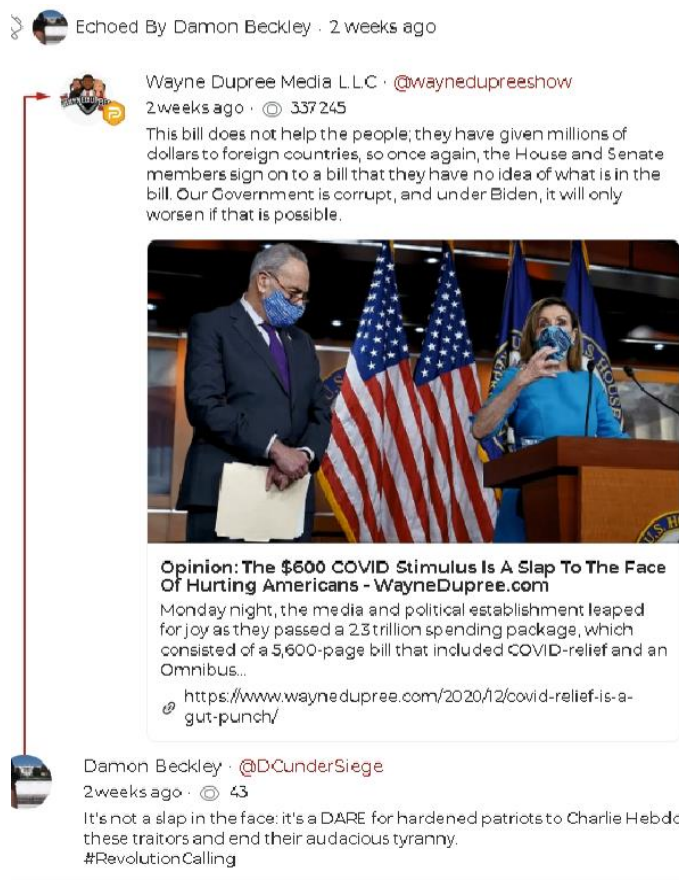 Echoed By Damon Beckley · 2 weeks ago
Wayne Dupree Media L.L.C · @waynedupreeshow
2 weeks ago · 337245
This bill does not help the people; they have given millions of
dollars to foreign countries, so once again, the House and Senate
members sign on to a bill that they have no idea of what is in the
bill. Our Government is corrupt, and under Biden, it will only
worsen if that is possible.
Opinion: The $600 COVID Stimulus Is A Slap To The Face
Of Hurting Americans - WayneDupree.com
Monday night, the media and political establishment leaped
for joy as they passed a 2.3 trillion spending package, which
consisted of a 5,600-page bill that included COVID-relief and an
Omnibus...
https://www.waynedupree.com/2020/12/covid-relief-is-a-
gut-punch/
Damon Beckley · @DCunderSiege
2 weeks ago · 43
It's not a slap in the face: it's a DARE for hardened patriots to Charlie Hebdo
these traitors and end their audacious tyranny.
#RevolutionCalling